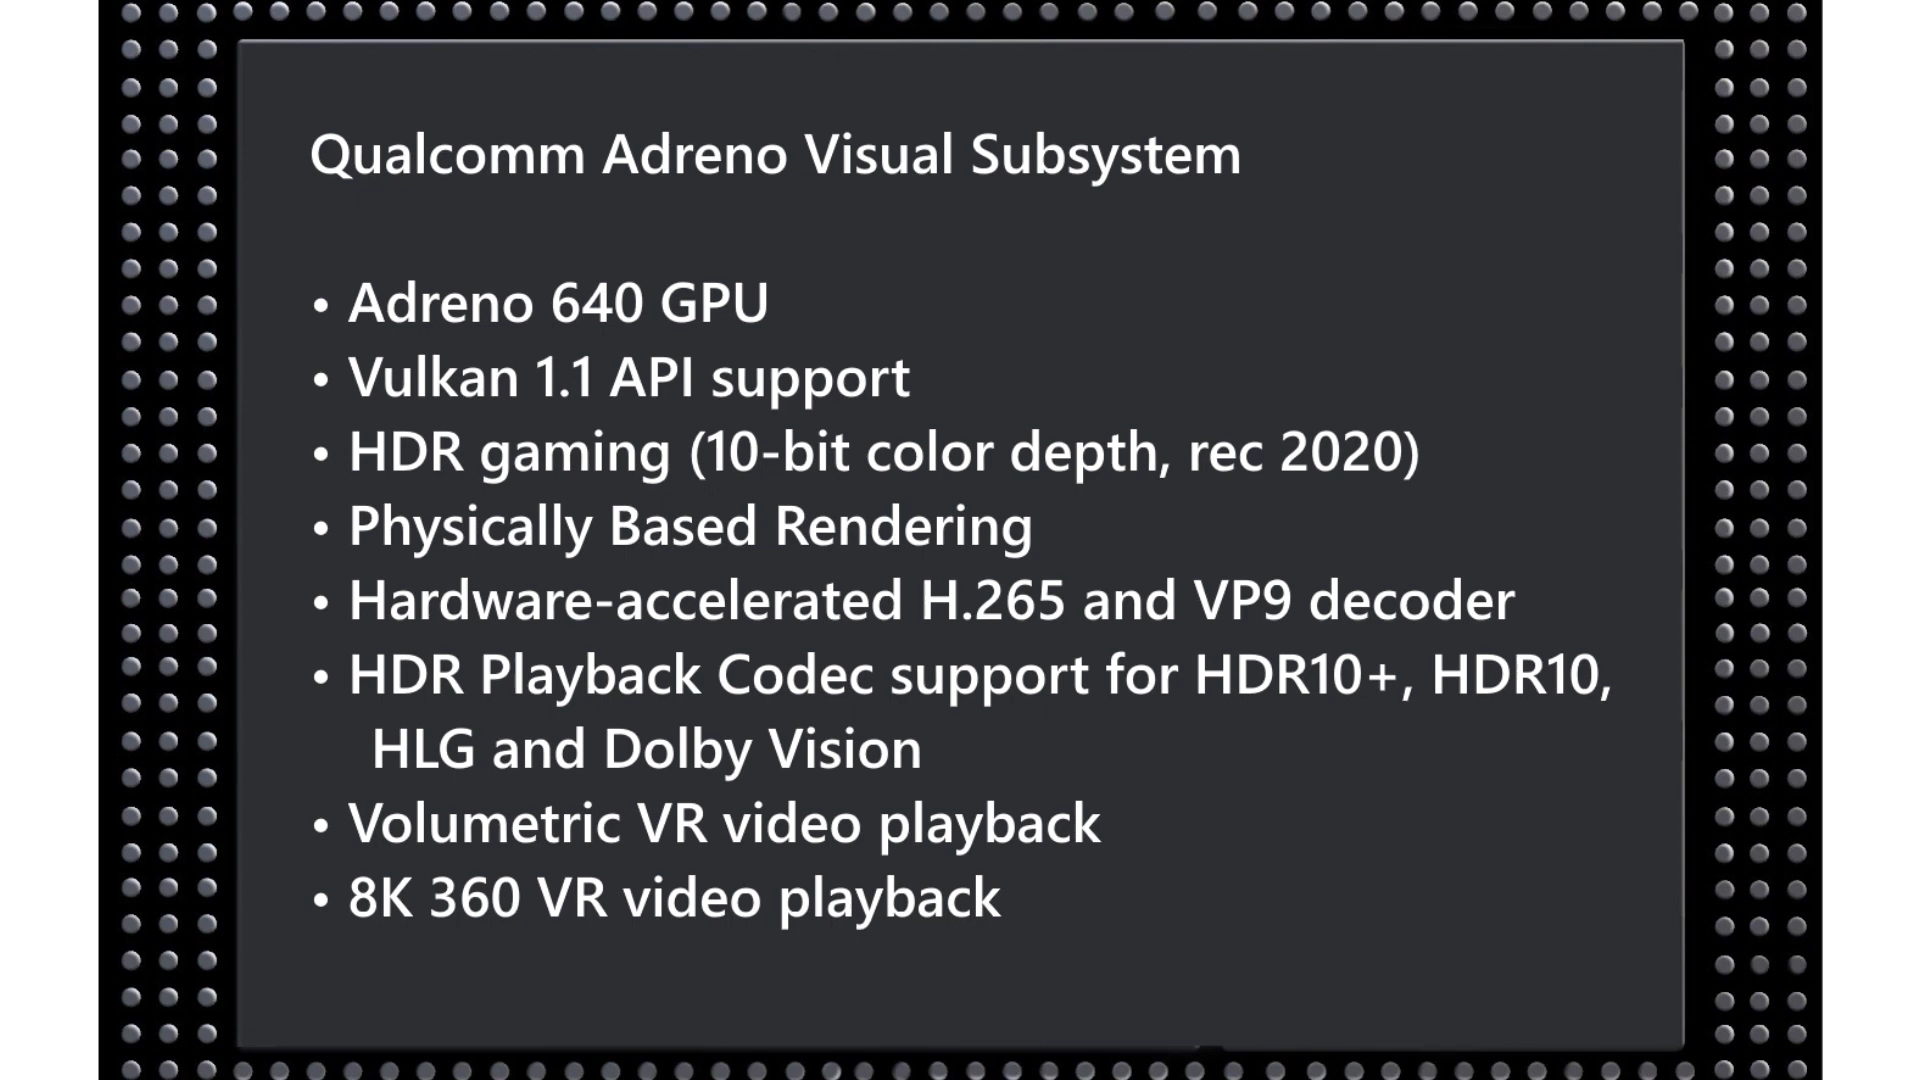 Qualcomm Adreno Visual Subsystem
• Adreno 640 GPU
• Vulkan 1.1 API support
• HDR gaming (10-bit color depth, rec 2020)
• Physically Based Rendering
• Hardware-accelerated H.265 and VP9 decoder
• HDR Playback Codec support for HDR10+, HDR10,
HLG and Dolby Vision
• Volumetric VR video playback
• 8K 360 VR video playback